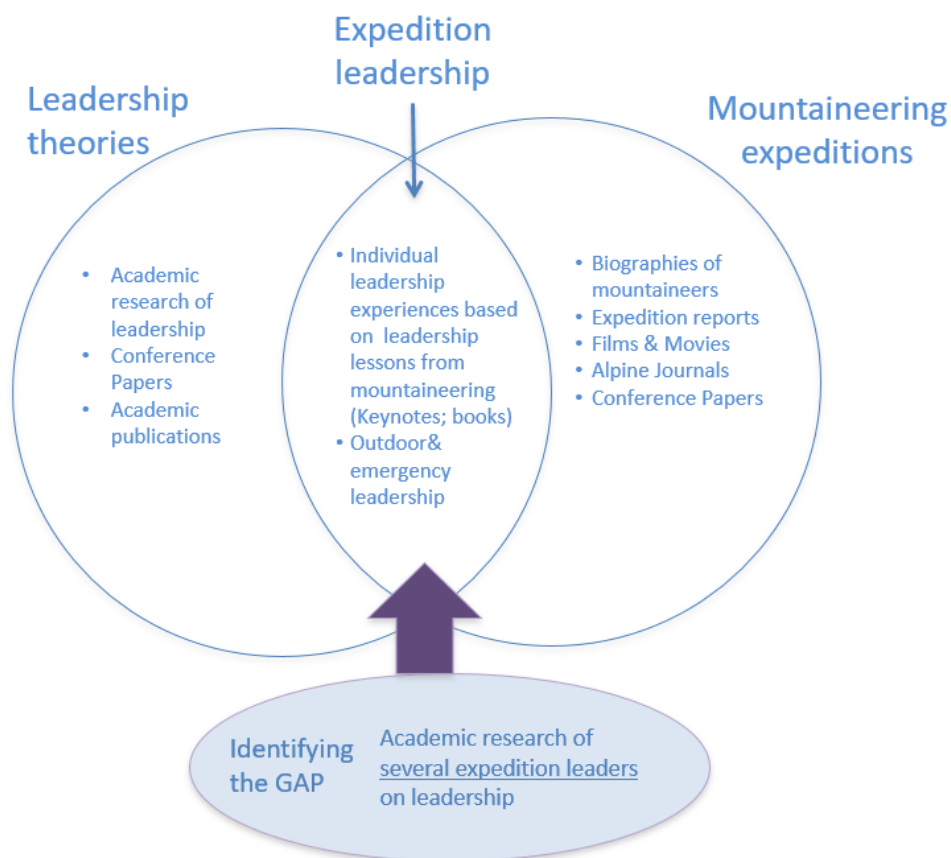 Expedition
leadership
Leadership
theories
Mountaineering
expeditions
• Academic
research of
leadership
• Conference
Papers
• Academic
publications
• Individual
leadership
experiences based
on leadership
lessons from
mountaineering
(Keynotes; books)
• Outdoor&
emergency
leadership
• Biographies of
mountaineers
• Expedition reports
• Films & Movies
• Alpine Journals
• Conference Papers
Identifying
the GAP
Academic research of
several expedition leaders
on leadership